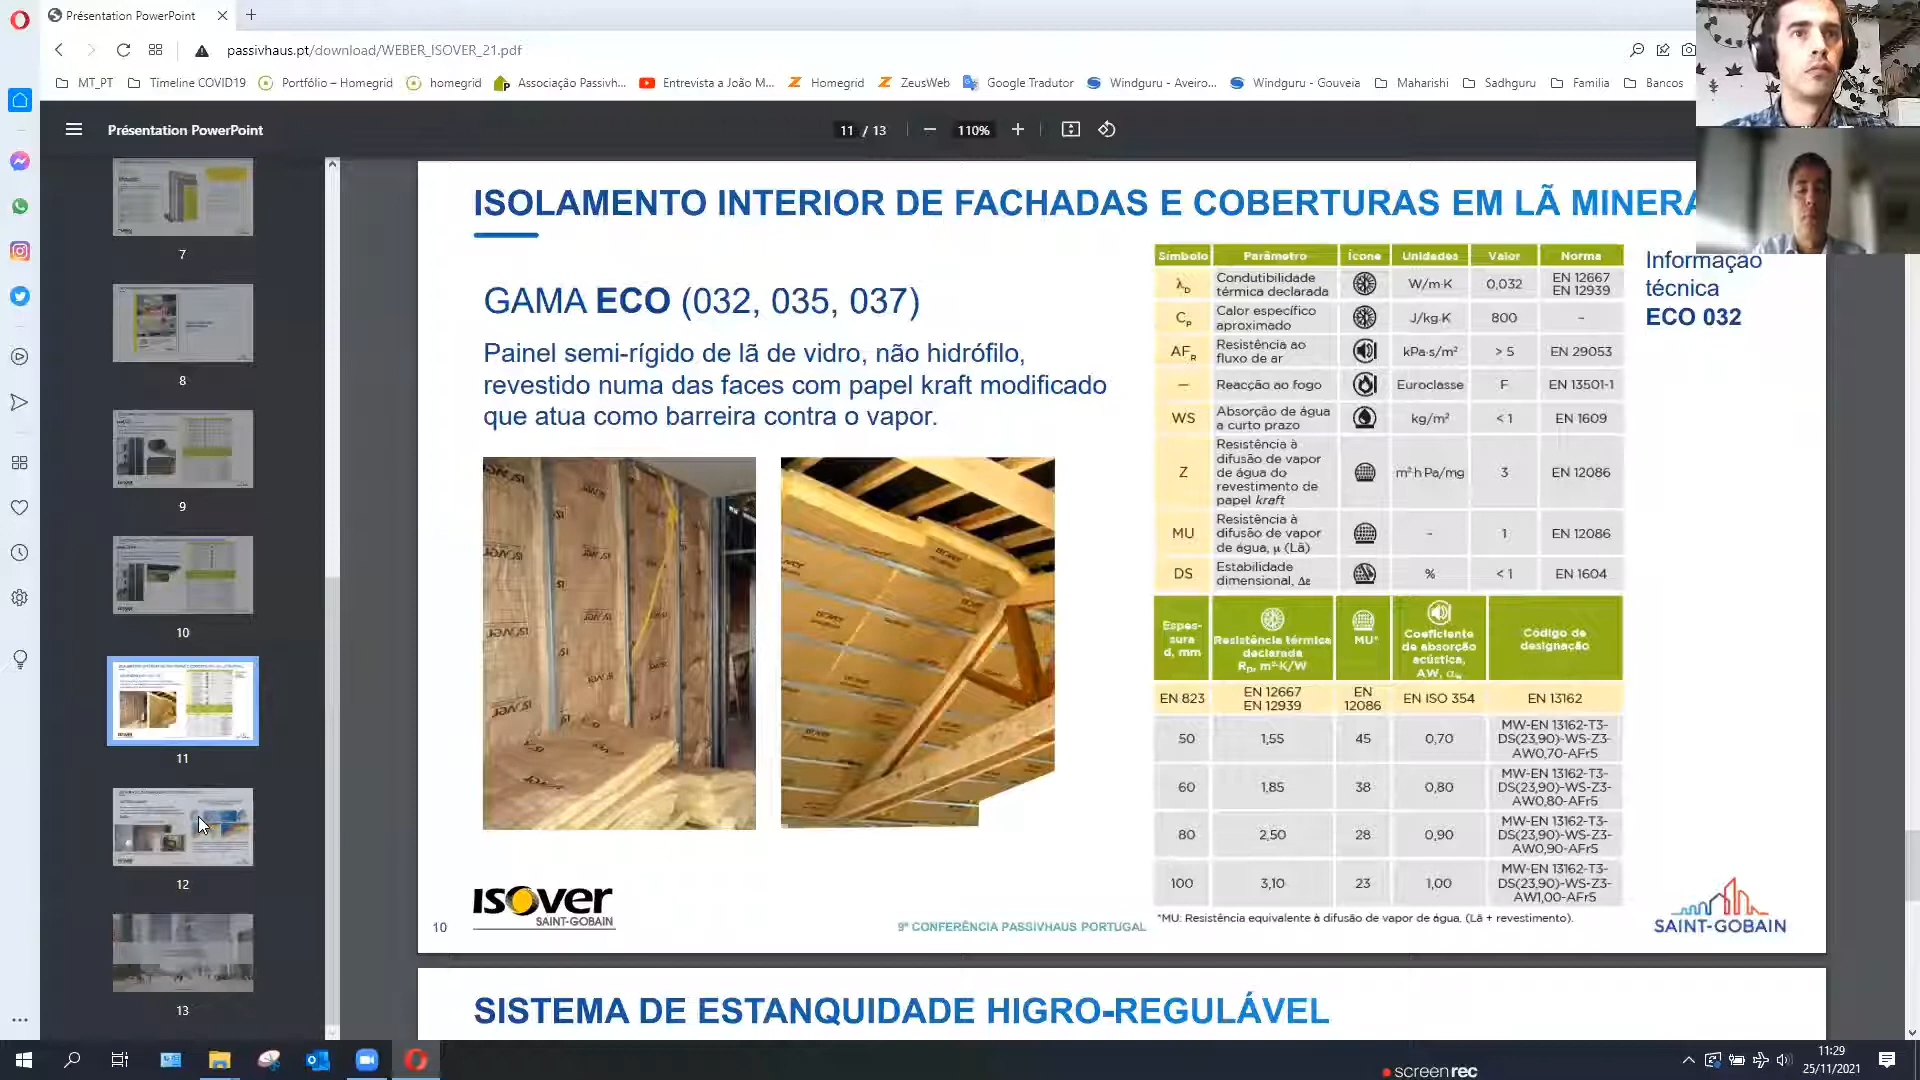 Présentation PowerPoint
passivhaus.pt/download/WEBER_ISOVER_21.pdf
MT_PT
Timeline COVID19
Portfólio – Homegrid
homegrid
Associação Passivh...
Entrevista a João M...
Homegrid
ZeusWeb
Google Tradutor
Windguru - Aveiro...
Windguru - Gouveia
Maharishi
Sadhguru
Familia
Bancos
Présentation PowerPoint
11 / 13
110%
7
8
9
10
11
12
13
ISOLAMENTO INTERIOR DE FACHADAS E COBERTURAS EM LÃ MINERA
GAMA ECO (032, 035, 037)
Painel semi-rígido de lã de vidro, não hidrófilo,
revestido numa das faces com papel kraft modificado
que atua como barreira contra o vapor.
Símbolo Parâmetro Ícone Unidades Valor Norma
λD Condutibilidade térmica declarada W/m·K 0,032 EN 12667 EN 12939
CP Calor específico aproximado J/kg·K 800 –
AFR Resistência ao fluxo de ar kPa·s/m² > 5 EN 29053
— Reacção ao fogo Euroclasse F EN 13501-1
WS Absorção de água a curto prazo kg/m² < 1 EN 1609
Z Resistência à difusão de vapor de água do revestimento de papel kraft m²·h·Pa/mg 3 EN 12086
MU Resistência à difusão de vapor de água, μ (Lã) – 1 EN 12086
DS Estabilidade dimensional, Δε % < 1 EN 1604
Espes-sura d, mm Resistência térmica declarada RD, m²·K/W MU* Coeficiente de absorção acústica, AW, αw Código de designação
EN 823 EN 12667 EN 12939 EN 12086 EN ISO 354 EN 13162
50 1,55 45 0,70 MW-EN 13162-T3-DS(23,90)-WS-Z3-AW0,70-AFr5
60 1,85 38 0,80 MW-EN 13162-T3-DS(23,90)-WS-Z3-AW0,80-AFr5
80 2,50 28 0,90 MW-EN 13162-T3-DS(23,90)-WS-Z3-AW0,90-AFr5
100 3,10 23 1,00 MW-EN 13162-T3-DS(23,90)-WS-Z3-AW1,00-AFr5
*MU: Resistência equivalente à difusão de vapor de água, (Lã + revestimento).
Informação
técnica
ECO 032
isover
SAINT-GOBAIN
10
9ª CONFERÊNCIA PASSIVHAUS PORTUGAL
SAINT-GOBAIN
SISTEMA DE ESTANQUIDADE HIGRO-REGULÁVEL
11:29
25/11/2021
screenrec